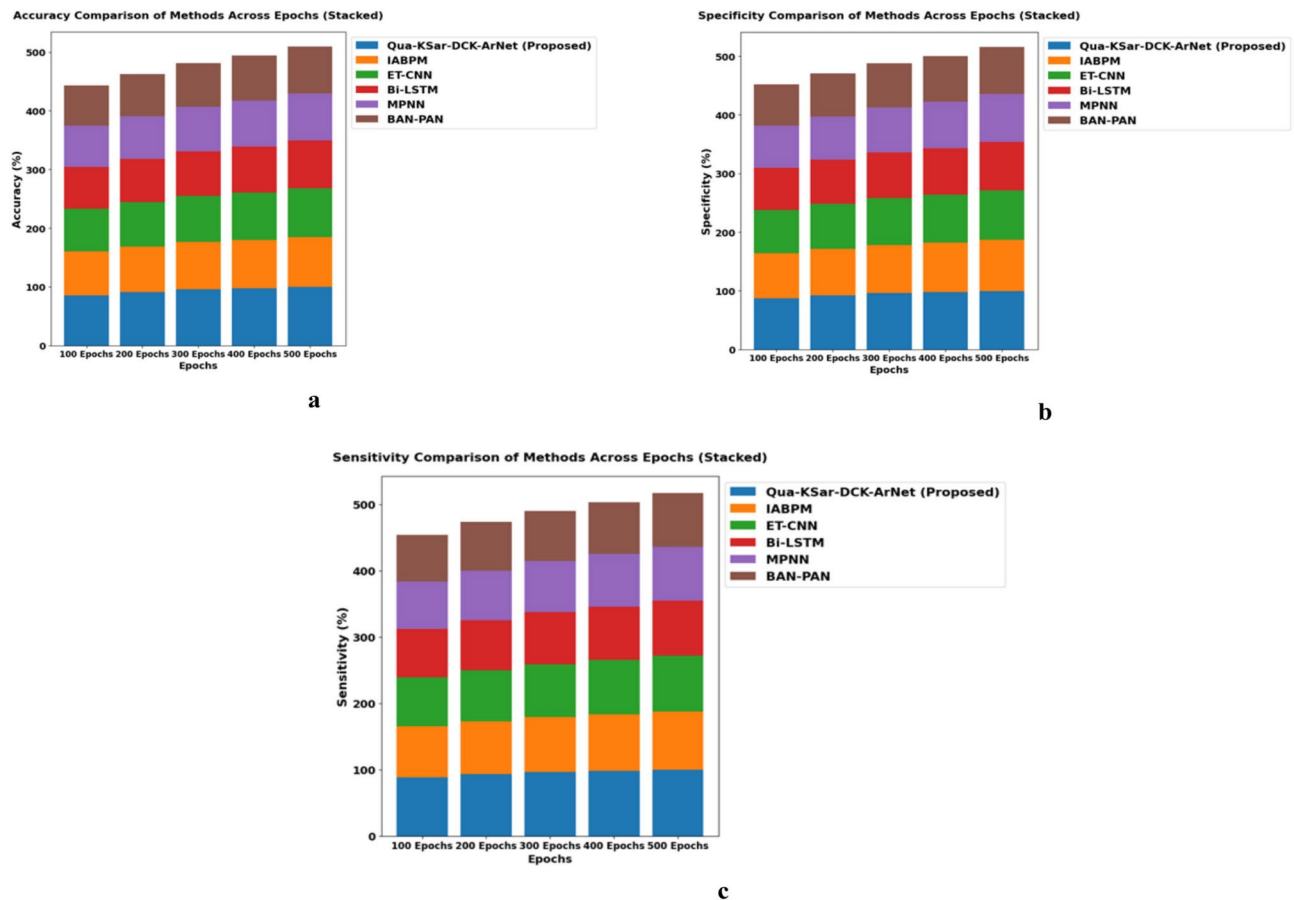 Accuracy Comparison of Methods Across Epochs (Stacked)
500
400
300
200
100
0
Accuracy (%)
100 Epochs 200 Epochs 300 Epochs 400 Epochs 500 Epochs
Epochs
Qua-KSar-DCK-ArNet (Proposed)
IABPM
ET-CNN
Bi-LSTM
MPNN
BAN-PAN
a
Specificity Comparison of Methods Across Epochs (Stacked)
500
400
300
200
100
0
Specificity (%)
100 Epochs 200 Epochs 300 Epochs 400 Epochs 500 Epochs
Epochs
Qua-KSar-DCK-ArNet (Proposed)
IABPM
ET-CNN
Bi-LSTM
MPNN
BAN-PAN
b
Sensitivity Comparison of Methods Across Epochs (Stacked)
500
400
300
200
100
0
Sensitivity (%)
100 Epochs 200 Epochs 300 Epochs 400 Epochs 500 Epochs
Epochs
Qua-KSar-DCK-ArNet (Proposed)
IABPM
ET-CNN
Bi-LSTM
MPNN
BAN-PAN
c